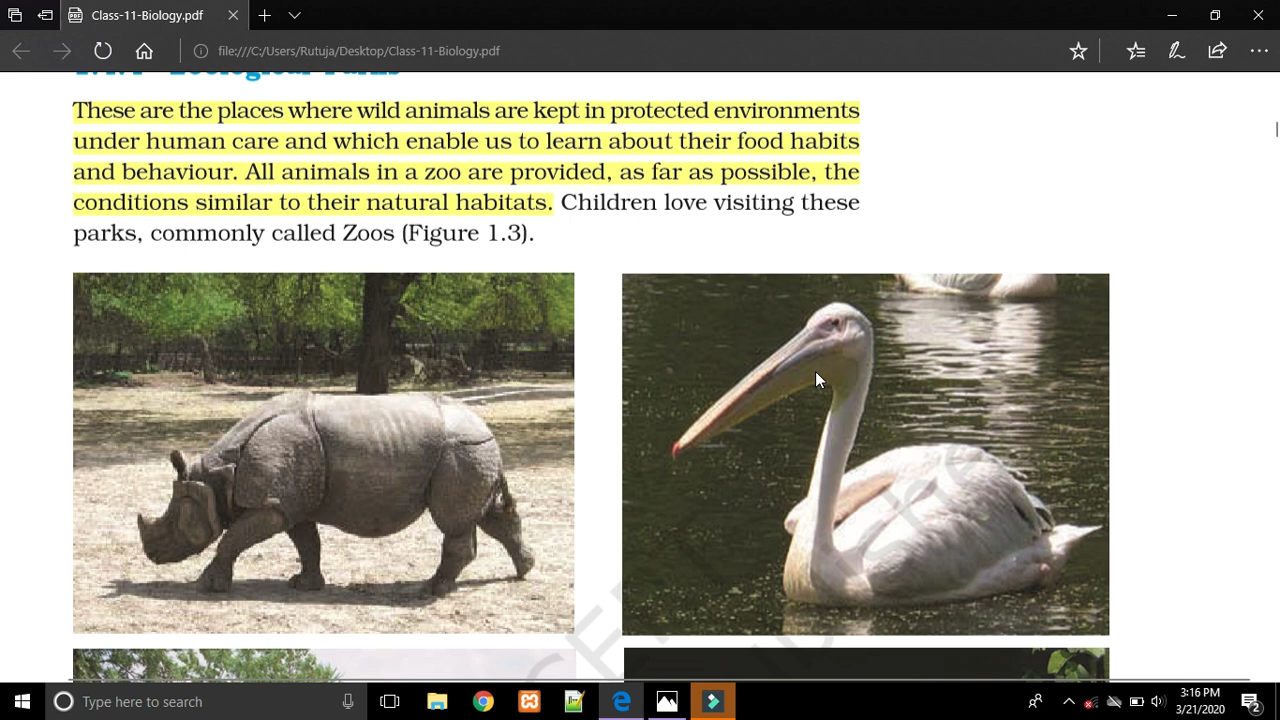 Class-11-Biology.pdf
file:///C:/Users/Rutuja/Desktop/Class-11-Biology.pdf
These are the places where wild animals are kept in protected environments
under human care and which enable us to learn about their food habits
and behaviour. All animals in a zoo are provided, as far as possible, the
conditions similar to their natural habitats. Children love visiting these
parks, commonly called Zoos (Figure 1.3).
Type here to search
3:16 PM
3/21/2020
2